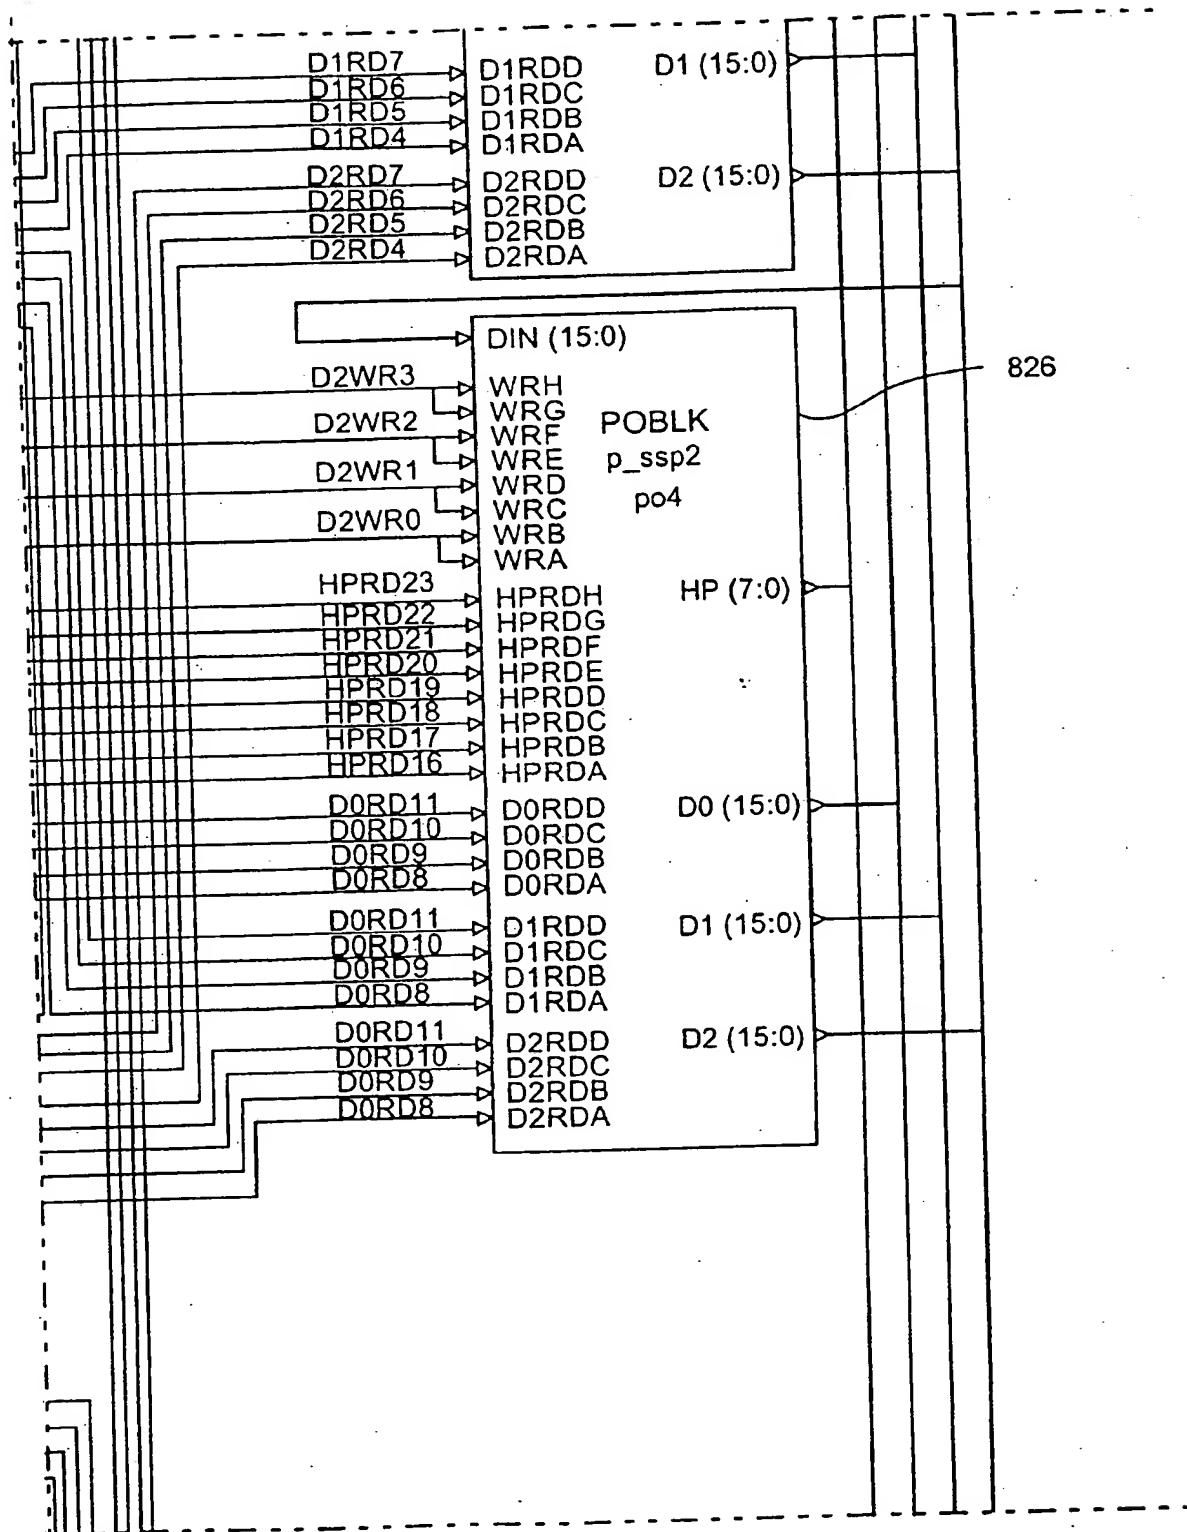 D1RD7
D1RD6
D1RD5
D1RD4
D2RD7
D2RD6
D2RD5
D2RD4
D1RDD
D1RDC
D1RDB
D1RDA
D2RDD
D2RDC
D2RDB
D2RDA
D1 (15:0)
D2 (15:0)
DIN (15:0)
826
D2WR3
D2WR2
D2WR1
D2WR0
WRH
WRG
WRF
WRE
WRD
WRC
WRB
WRA
POBLK
p_ssp2
po4
HPRD23
HPRD22
HPRD21
HPRD20
HPRD19
HPRD18
HPRD17
HPRD16
HPRDH
HPRDG
HPRDF
HPRDE
HPRDD
HPRDC
HPRDB
HPRDA
HP (7:0)
D0RD11
D0RD10
D0RD9
D0RD8
D0RDD
D0RDC
D0RDB
D0RDA
D0 (15:0)
D0RD11
D0RD10
D0RD9
D0RD8
D1RDD
D1RDC
D1RDB
D1RDA
D1 (15:0)
D0RD11
D0RD10
D0RD9
D0RD8
D2RDD
D2RDC
D2RDB
D2RDA
D2 (15:0)